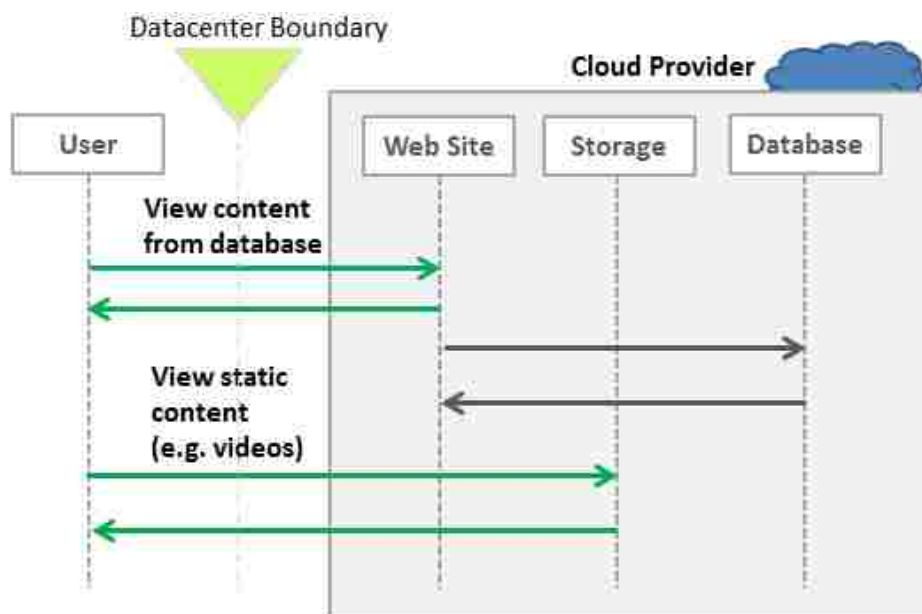 Datacenter Boundary
Cloud Provider
User
Web Site
Storage
Database
View content
from database
View static
content
(e.g. videos)